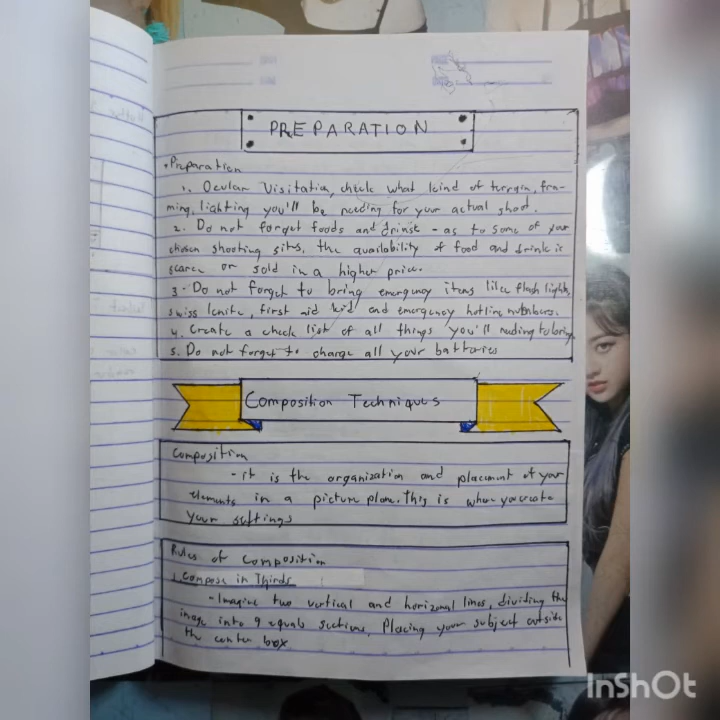 PREPARATION
• Preparation
1. Ocular Visitatin, check what kind of terrain, fra-
ming, lighting you'll be needing for your actual shoot.
2. Do not forget foods and drinsk - as to some of your
chosen shooting sits, the availability of food and drink is
scarce or sold in a higher price.
3. Do not forget to bring emergency items like flash lights,
swiss knife, first aid kid and emergency hotline numbers.
4. Create a check list of all things you'll needing to bring
5. Do not forget to charge all your battories
Composition Techniques
Composition
- it is the organization and placement of your
elements in a picture plane. This is when you create
your settings
Rules of Composition
1. Compose in Thirds
- Imagine two vertical and horizonal lines, dividing the
image into 9 equals sections, Placing your subject outside
the center box
InShOt